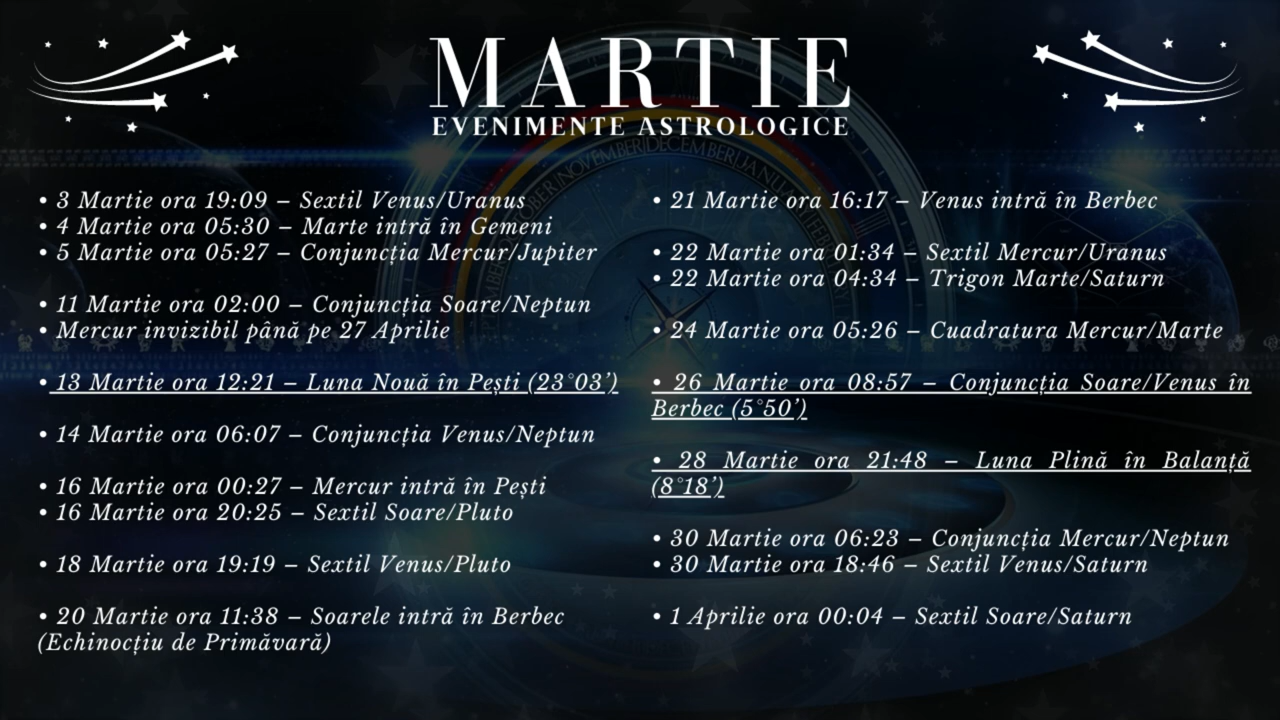 MARTIE
EVENIMENTE ASTROLOGICE
• 3 Martie ora 19:09 – Sextil Venus/Uranus
• 4 Martie ora 05:30 – Marte intră în Gemeni
• 5 Martie ora 05:27 – Conjuncția Mercur/Jupiter
• 11 Martie ora 02:00 – Conjuncția Soare/Neptun
• Mercur invizibil până pe 27 Aprilie
• 13 Martie ora 12:21 – Luna Nouă în Pești (23°03’)
• 14 Martie ora 06:07 – Conjuncția Venus/Neptun
• 16 Martie ora 00:27 – Mercur intră în Pești
• 16 Martie ora 20:25 – Sextil Soare/Pluto
• 18 Martie ora 19:19 – Sextil Venus/Pluto
• 20 Martie ora 11:38 – Soarele intră în Berbec
(Echinocțiu de Primăvară)
• 21 Martie ora 16:17 – Venus intră în Berbec
• 22 Martie ora 01:34 – Sextil Mercur/Uranus
• 22 Martie ora 04:34 – Trigon Marte/Saturn
• 24 Martie ora 05:26 – Cuadratura Mercur/Marte
• 26 Martie ora 08:57 – Conjuncția Soare/Venus în
Berbec (5°50’)
• 28 Martie ora 21:48 – Luna Plină în Balanță
(8°18’)
• 30 Martie ora 06:23 – Conjuncția Mercur/Neptun
• 30 Martie ora 18:46 – Sextil Venus/Saturn
• 1 Aprilie ora 00:04 – Sextil Soare/Saturn